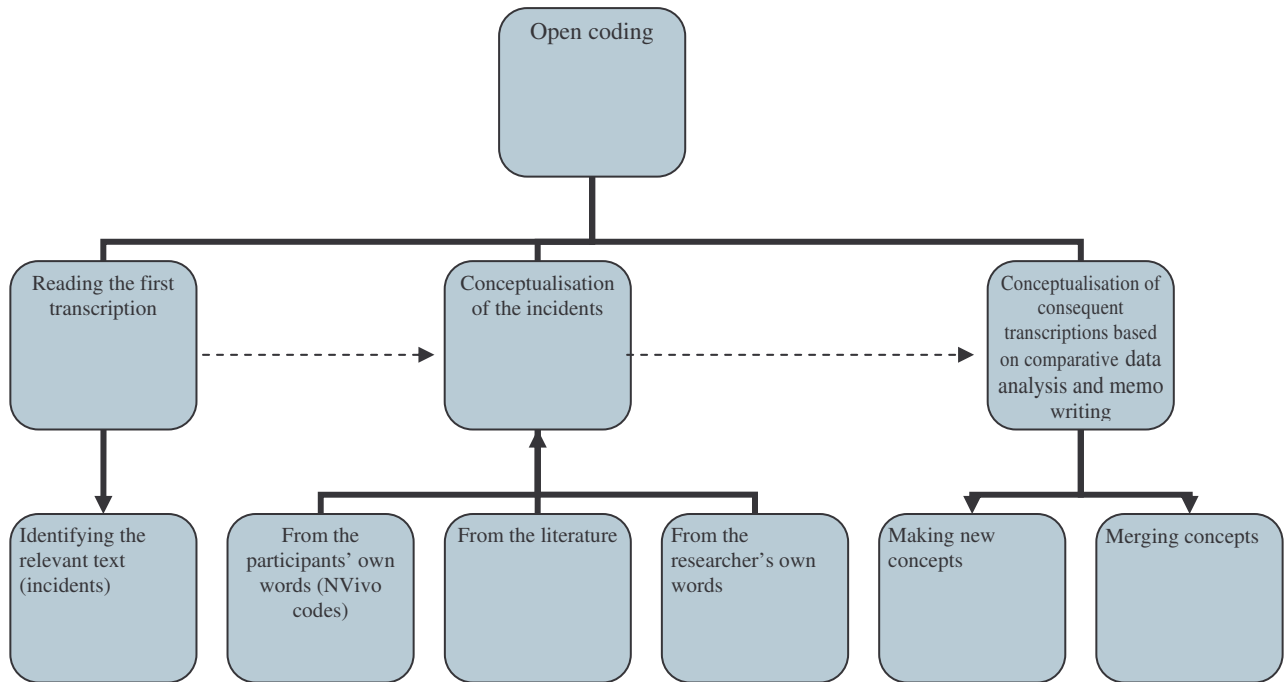 Open coding
Reading the first
transcription
Conceptualisation
of the incidents
Conceptualisation of
consequent
transcriptions based
on comparative data
analysis and memo
writing
Identifying the
relevant text
(incidents)
From the
participants’ own
words (NVivo
codes)
From the literature
From the
researcher’s own
words
Making new
concepts
Merging concepts